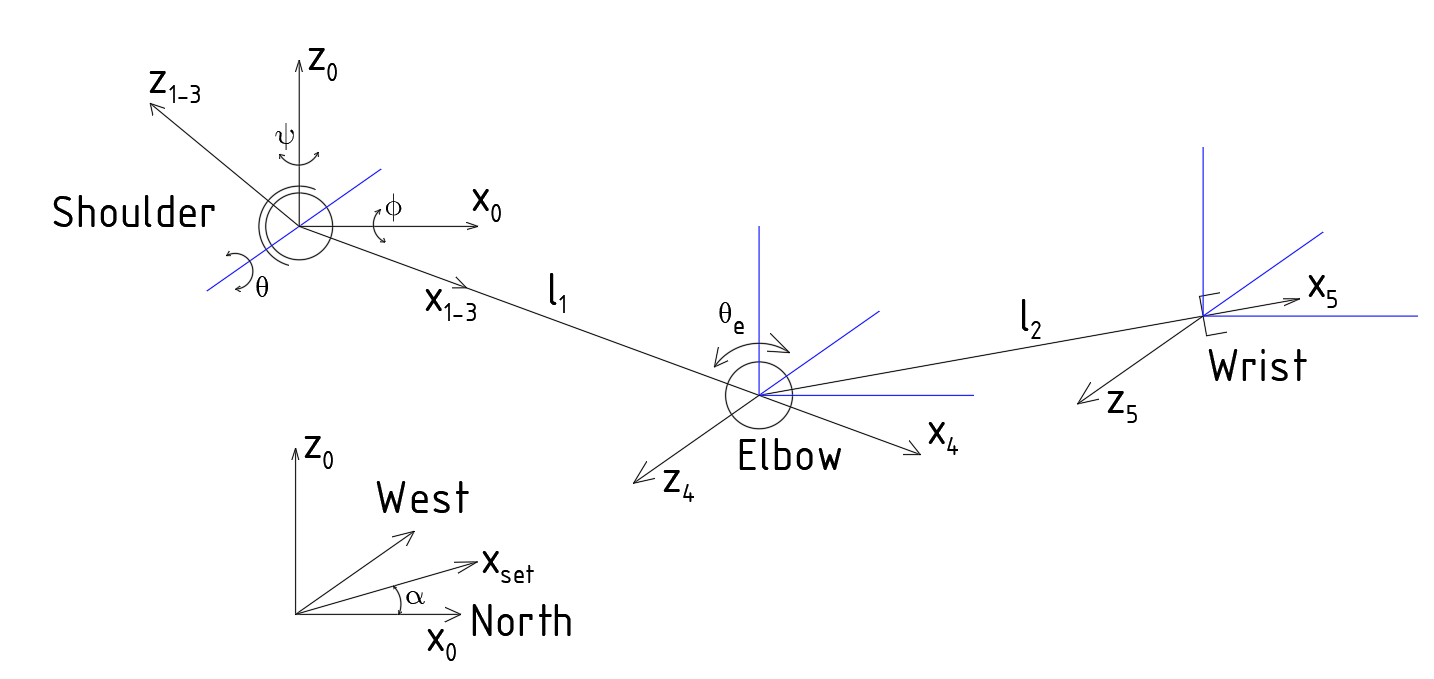 z₀
z₁₋₃
ψ
Shoulder
ϕ
x₀
θ
x₁₋₃
l₁
θₑ
l₂
x₅
Wrist
z₅
x₄
Elbow
z₄
z₀
West
xset
α
North
x₀